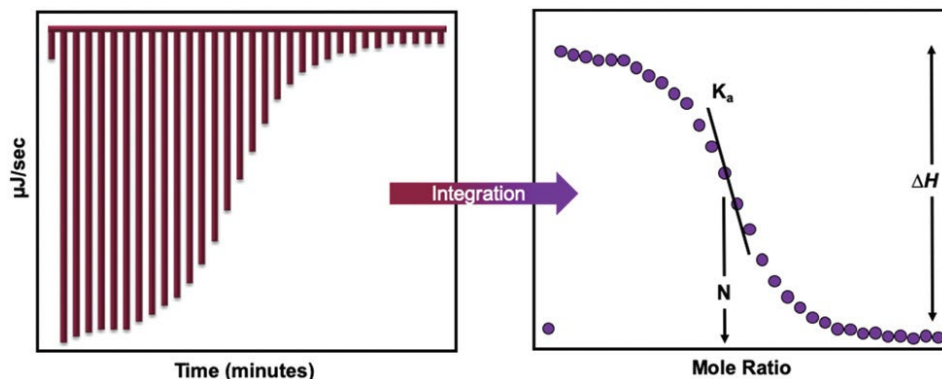 µJ/sec
Time (minutes)
Integration
Kₐ
N
ΔH
Mole Ratio